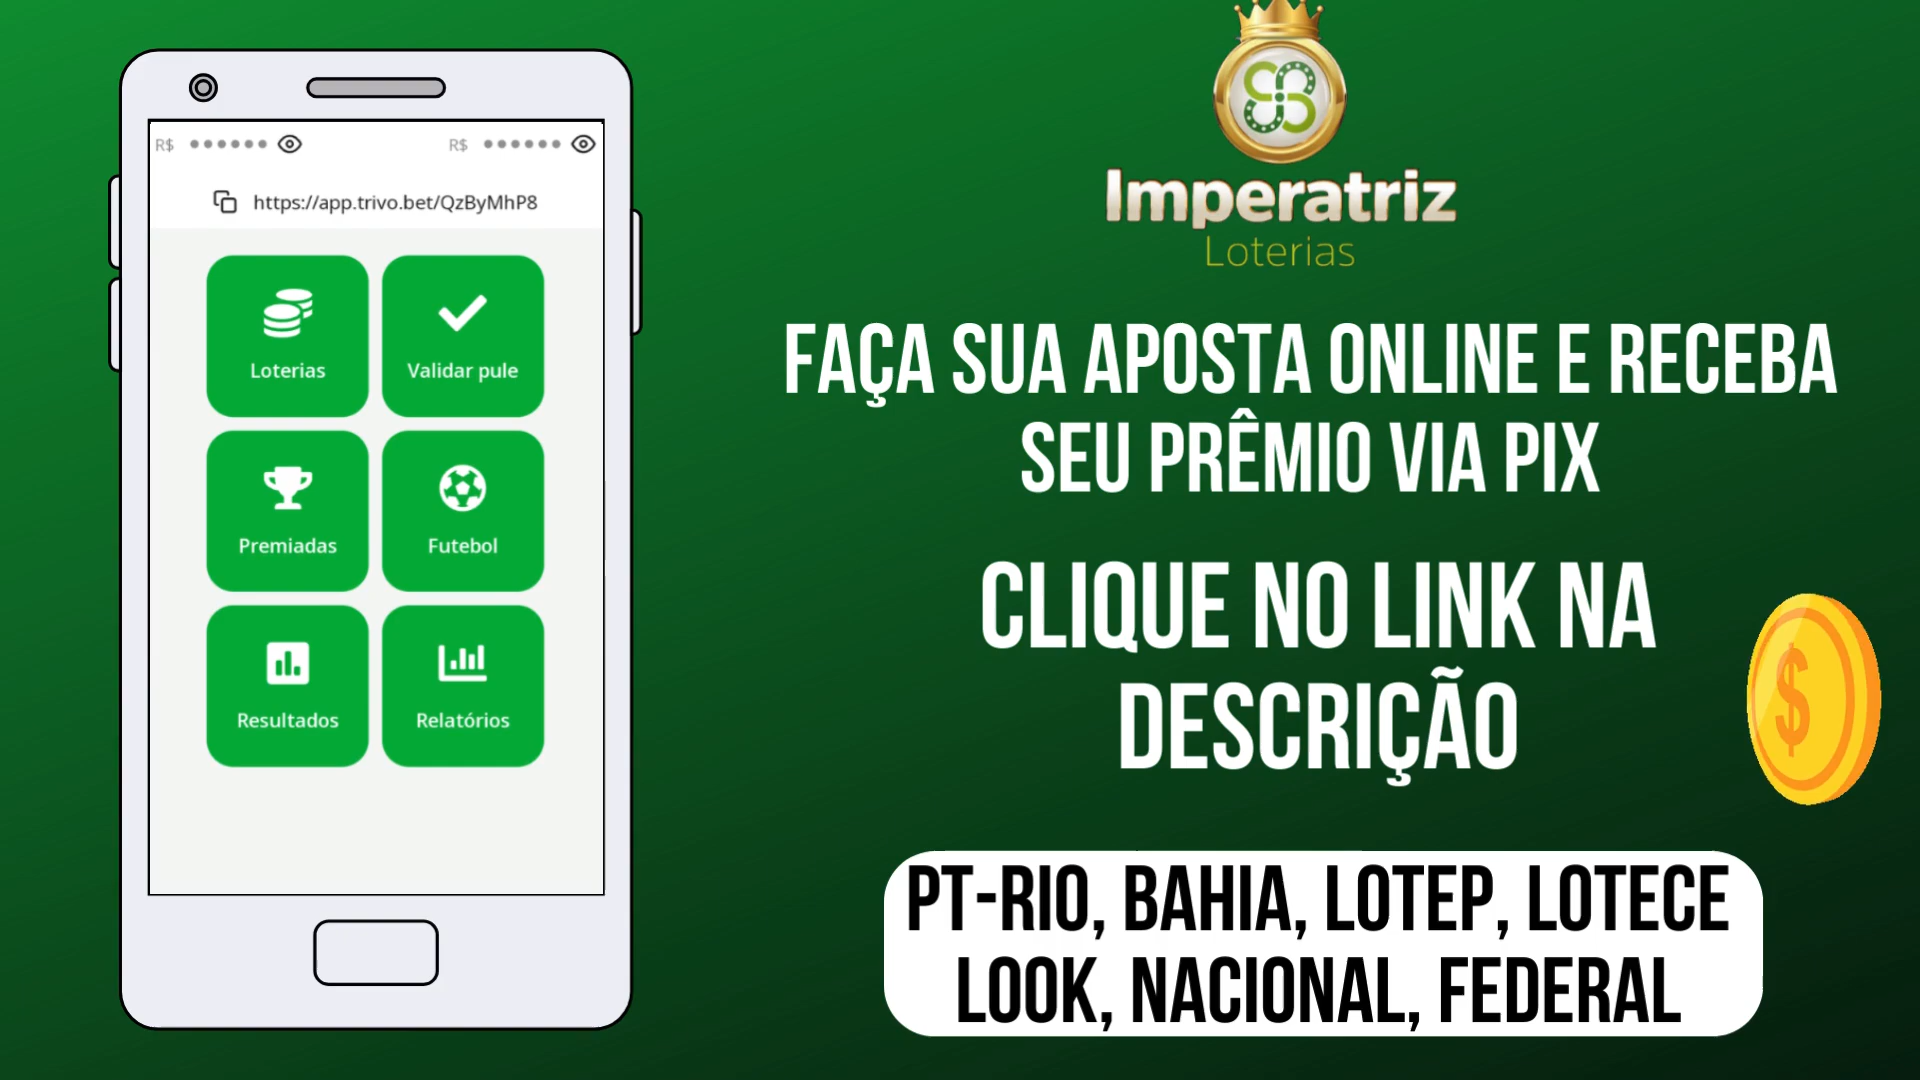 R$ R$
https://app.trivo.bet/QzByMhP8
Loterias
Validar pule
Premiadas
Futebol
Resultados
Relatórios
Imperatriz
Loterias
FAÇA SUA APOSTA ONLINE E RECEBA
SEU PRÊMIO VIA PIX
CLIQUE NO LINK NA
DESCRIÇÃO
$
PT-RIO, BAHIA, LOTEP, LOTECE
LOOK, NACIONAL, FEDERAL